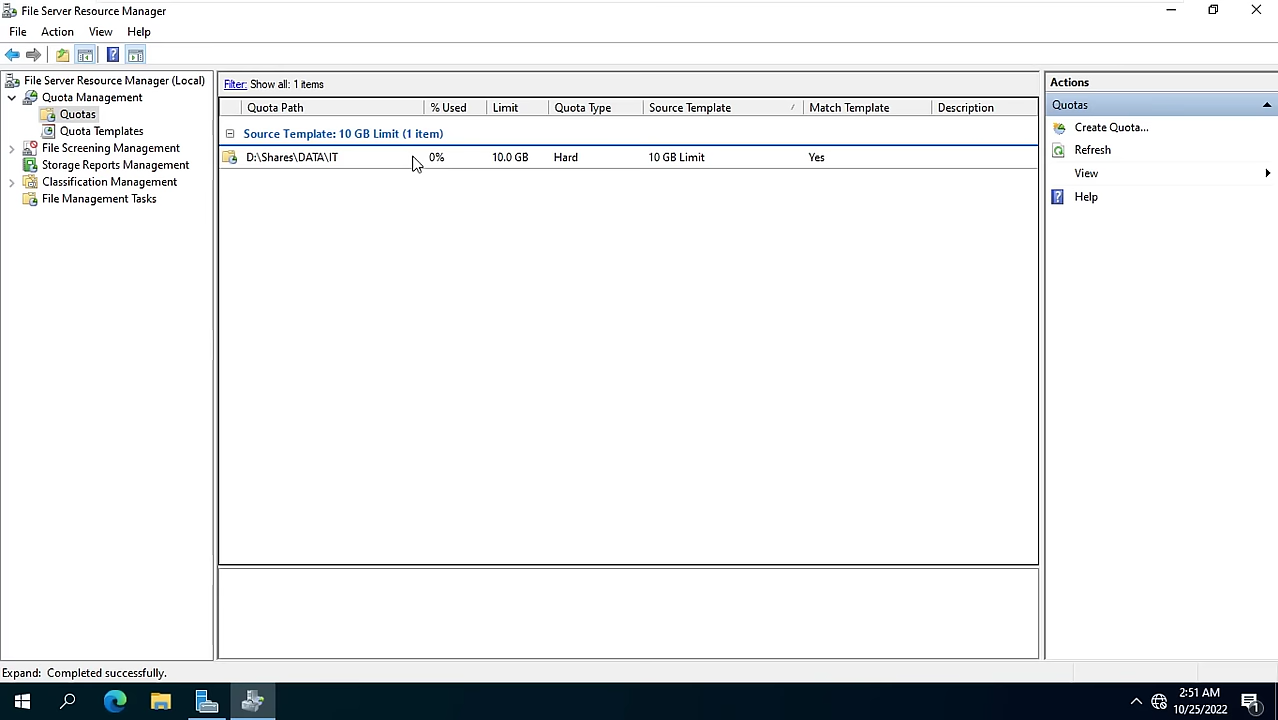 File Server Resource Manager
File Action View Help
File Server Resource Manager (Local)
Quota Management
Quotas
Quota Templates
File Screening Management
Storage Reports Management
Classification Management
File Management Tasks
Filter: Show all: 1 items
Quota Path % Used Limit Quota Type Source Template Match Template Description
Source Template: 10 GB Limit (1 item)
D:\Shares\DATA\IT 0% 10.0 GB Hard 10 GB Limit Yes
Actions
Quotas
Create Quota...
Refresh
View
Help
Expand: Completed successfully.
2:51 AM
10/25/2022
1